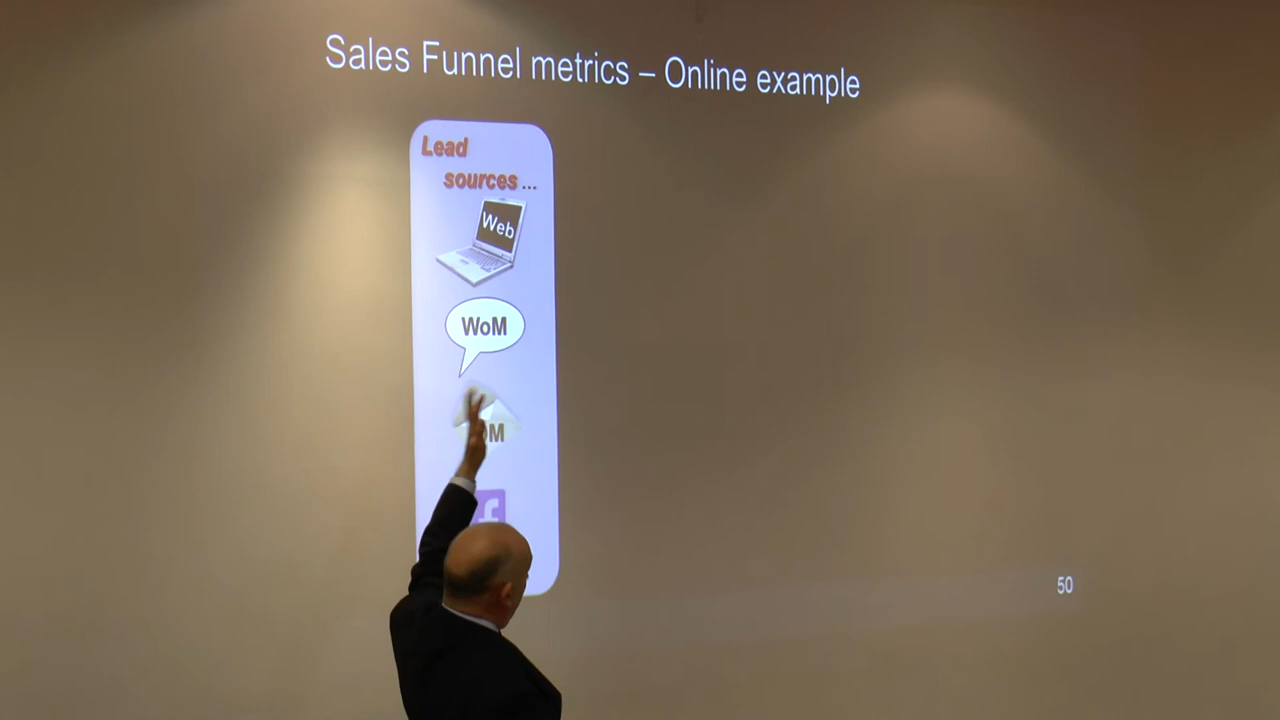 Sales Funnel metrics – Online example
Lead
sources ...
Web
WoM
f
50